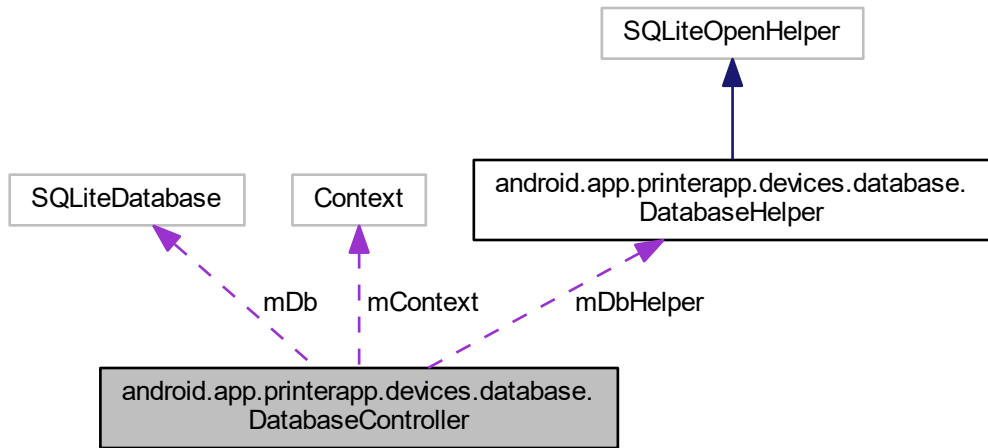 SQLiteOpenHelper
SQLiteDatabase
Context
android.app.printerapp.devices.database.
DatabaseHelper
mDb
mContext
mDbHelper
android.app.printerapp.devices.database.
DatabaseController